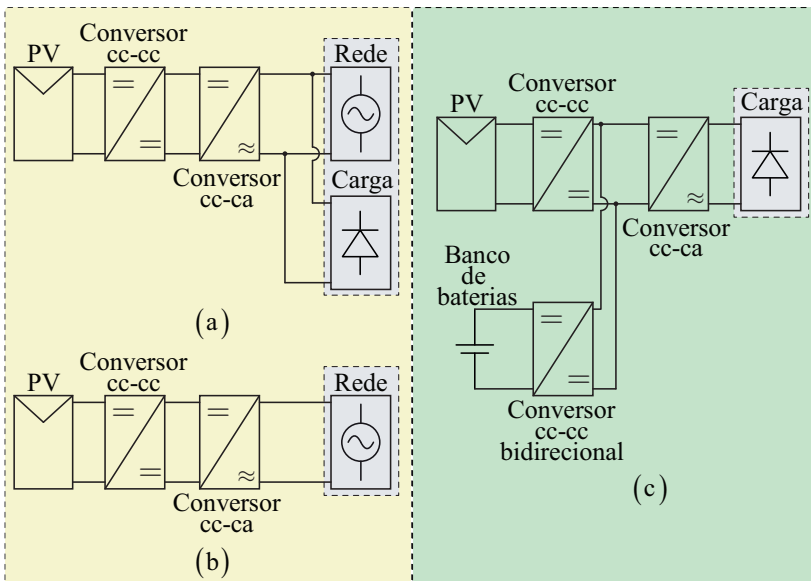 Conversor
cc-cc
PV
Rede
Conversor
cc-ca
Carga
(a)
Conversor
cc-cc
PV
Rede
Conversor
cc-ca
(b)
Conversor
cc-cc
PV
Carga
Conversor
cc-ca
Banco
de
baterias
Conversor
cc-cc
bidirecional
(c)